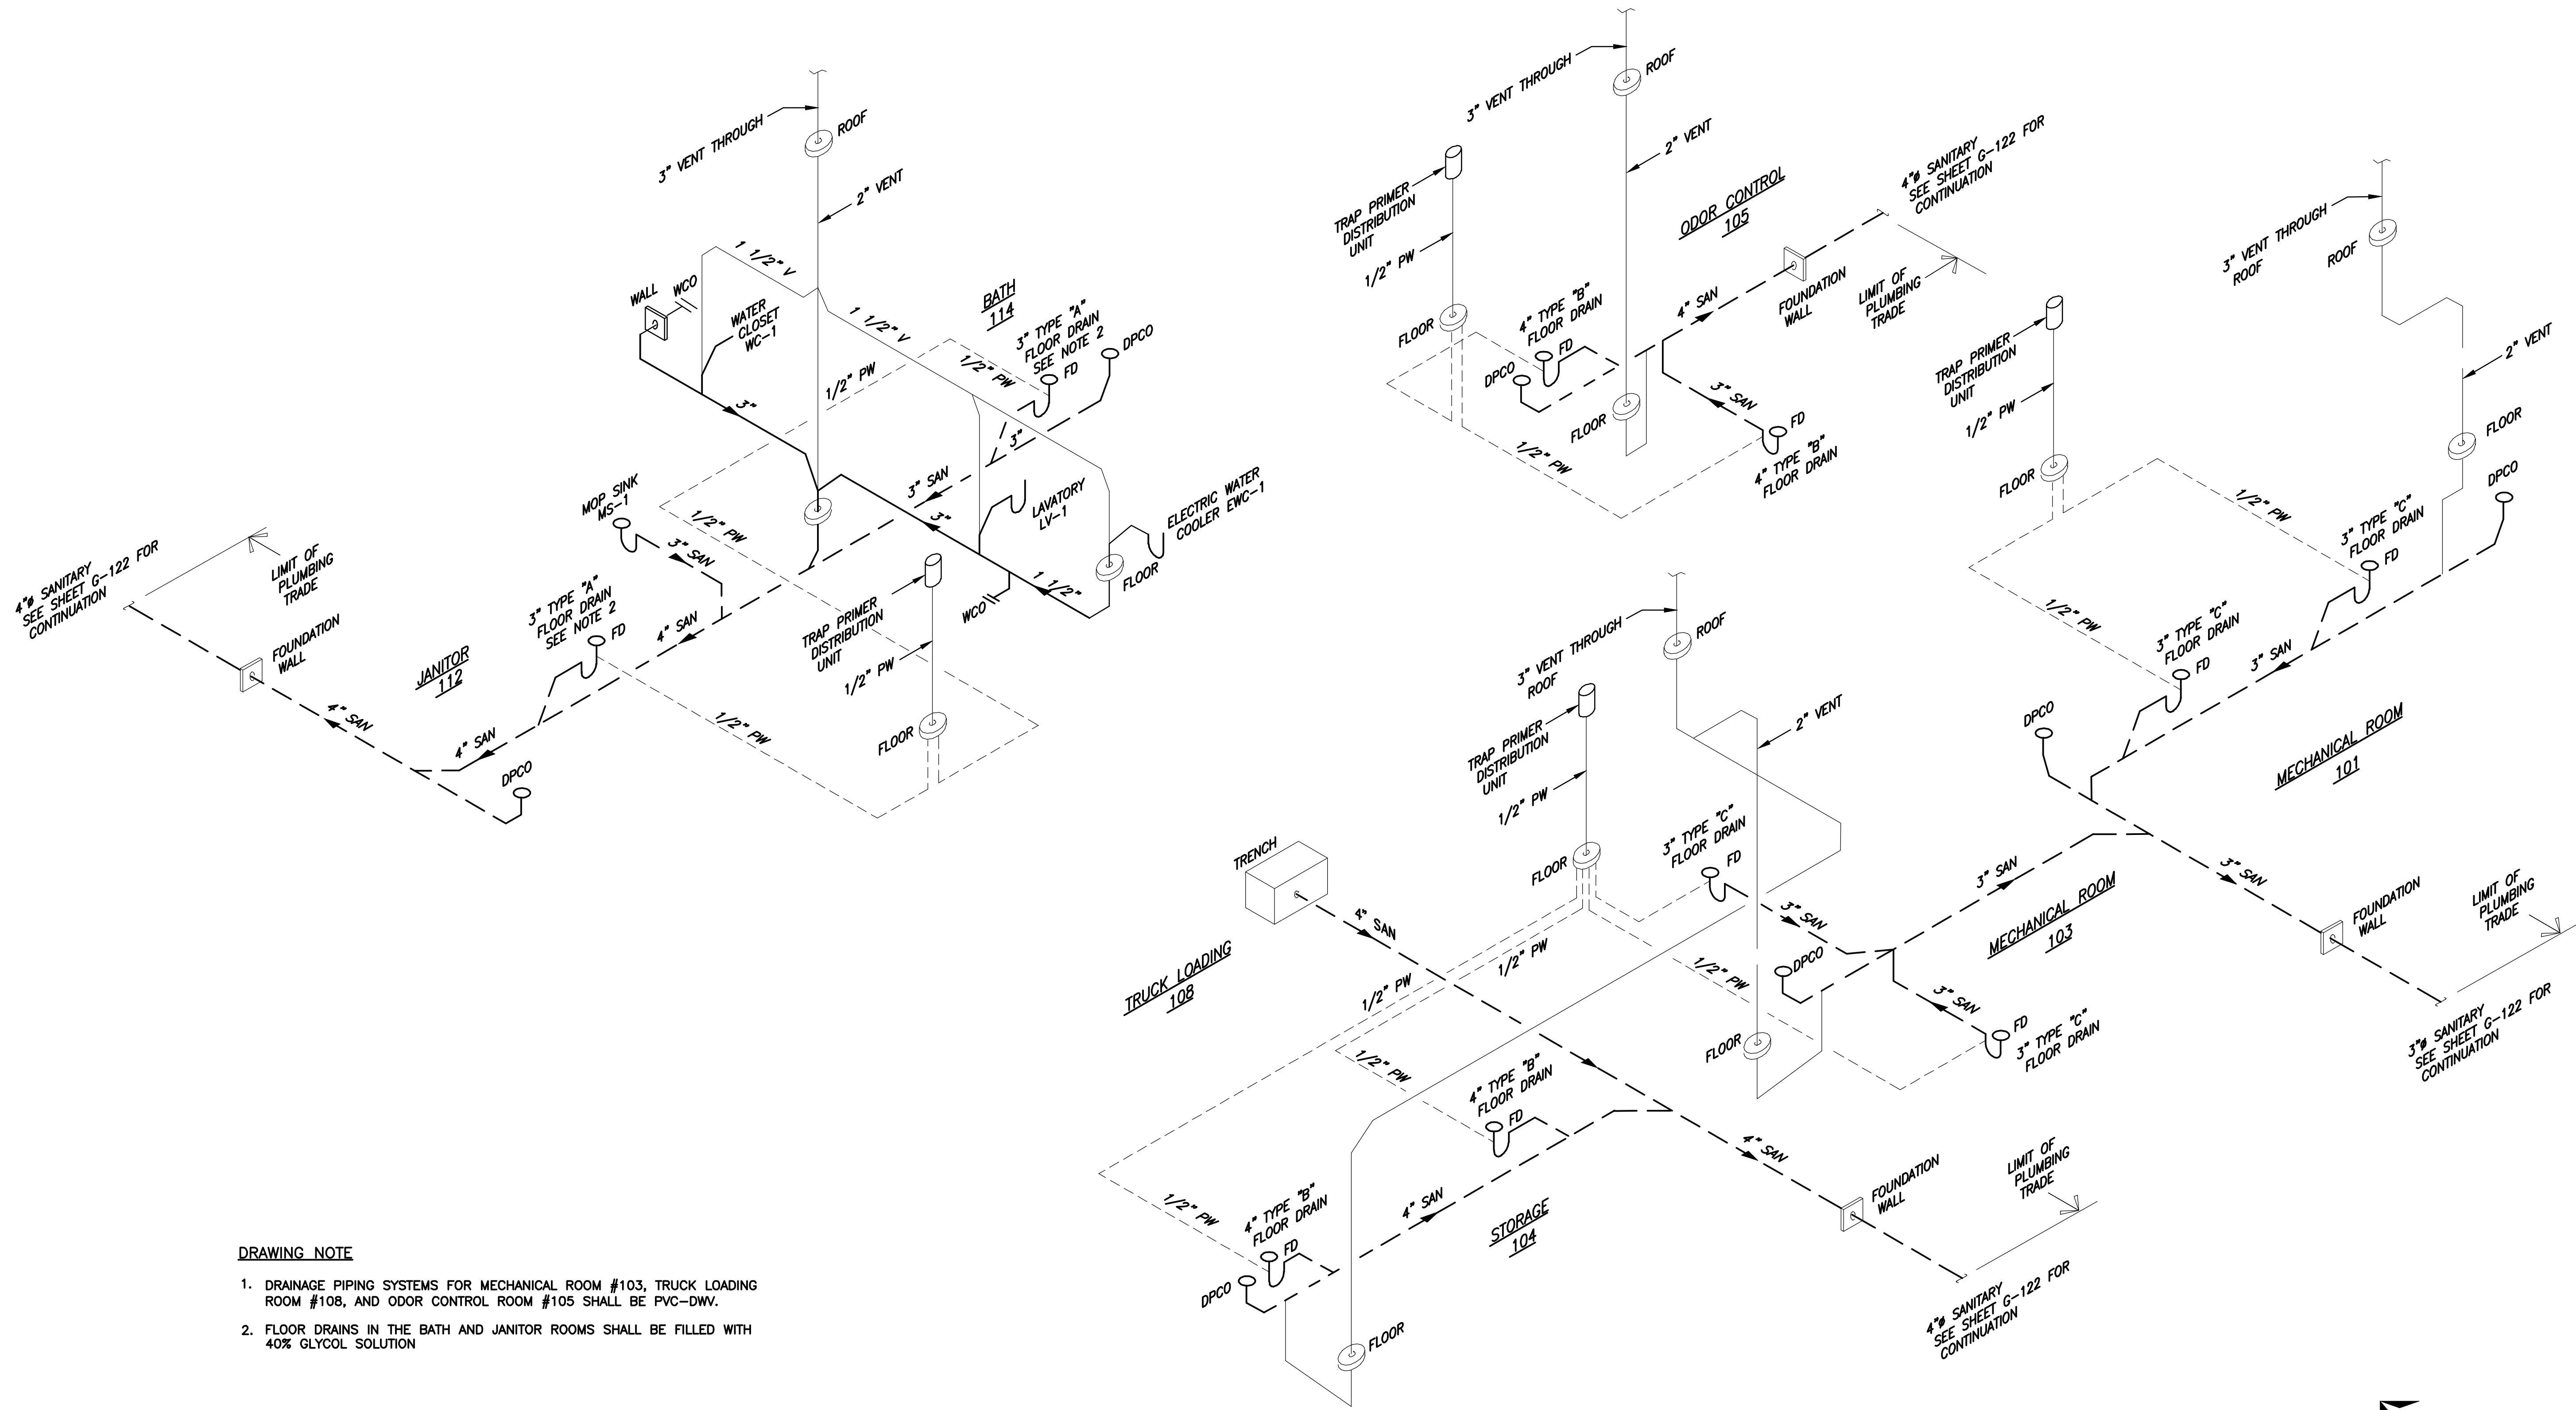 3" VENT THROUGH
ROOF
2" VENT
1 1/2" V
WALL
WCO
WATER
CLOSET
WC-1
1 1/2" V
BATH
114
3" TYPE "A"
FLOOR DRAIN
SEE NOTE 2
FD
DPCO
1/2" PW
1/2" PW
3"
3"
3" SAN
3"
MOP SINK
MS-1
3" SAN
1/2" PW
LAVATORY
LV-1
ELECTRIC WATER
COOLER EWC-1
FLOOR
1 1/2"
WCO
4"ø SANITARY
SEE SHEET G-122 FOR
CONTINUATION
LIMIT OF
PLUMBING
TRADE
FOUNDATION
WALL
JANITOR
112
3" TYPE "A"
FLOOR DRAIN
SEE NOTE 2
FD
4" SAN
TRAP PRIMER
DISTRIBUTION
UNIT
1/2" PW
FLOOR
1/2" PW
4" SAN
4" SAN
DPCO
3" VENT THROUGH
ROOF
2" VENT
TRAP PRIMER
DISTRIBUTION
UNIT
1/2" PW
FLOOR
ODOR CONTROL
105
4"ø SANITARY
SEE SHEET G-122 FOR
CONTINUATION
LIMIT OF
PLUMBING
TRADE
FOUNDATION
WALL
4" SAN
4" TYPE "B"
FLOOR DRAIN
FD
DPCO
FLOOR
3" SAN
FD
4" TYPE "B"
FLOOR DRAIN
1/2" PW
3" VENT THROUGH
ROOF
ROOF
2" VENT
FLOOR
DPCO
TRAP PRIMER
DISTRIBUTION
UNIT
1/2" PW
FLOOR
1/2" PW
3" TYPE "C"
FLOOR DRAIN
FD
1/2" PW
3" TYPE "C"
FLOOR DRAIN
FD
3" SAN
DPCO
MECHANICAL ROOM
101
3" SAN
FOUNDATION
WALL
LIMIT OF
PLUMBING
TRADE
3"ø SANITARY
SEE SHEET G-122 FOR
CONTINUATION
3" VENT THROUGH
ROOF
ROOF
2" VENT
TRAP PRIMER
DISTRIBUTION
UNIT
1/2" PW
FLOOR
3" TYPE "C"
FLOOR DRAIN
FD
3" SAN
3" SAN
MECHANICAL ROOM
103
TRENCH
4" SAN
TRUCK LOADING
108
1/2" PW
1/2" PW
1/2" PW
DPCO
3" SAN
FD
3" TYPE "C"
FLOOR DRAIN
FLOOR
1/2" PW
4" TYPE "B"
FLOOR DRAIN
FD
4" SAN
FOUNDATION
WALL
LIMIT OF
PLUMBING
TRADE
4"ø SANITARY
SEE SHEET G-122 FOR
CONTINUATION
1/2" PW
4" TYPE "B"
FLOOR DRAIN
FD
DPCO
4" SAN
STORAGE
104
FLOOR
DRAWING NOTE
1. DRAINAGE PIPING SYSTEMS FOR MECHANICAL ROOM #103, TRUCK LOADING
ROOM #108, AND ODOR CONTROL ROOM #105 SHALL BE PVC-DWV.
2. FLOOR DRAINS IN THE BATH AND JANITOR ROOMS SHALL BE FILLED WITH
40% GLYCOL SOLUTION